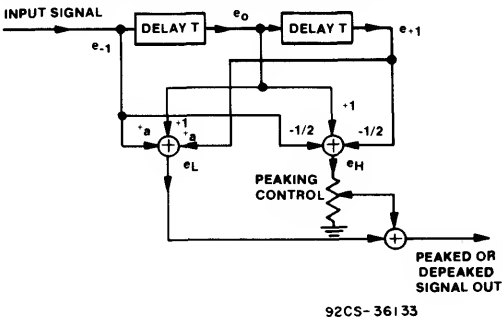 INPUT SIGNAL
e-1
DELAY T
eo
DELAY T
e+1
+a
+1
+a
+1
-1/2
-1/2
eL
eH
PEAKING
CONTROL
PEAKED OR
DEPEAKED
SIGNAL OUT
92CS-36133